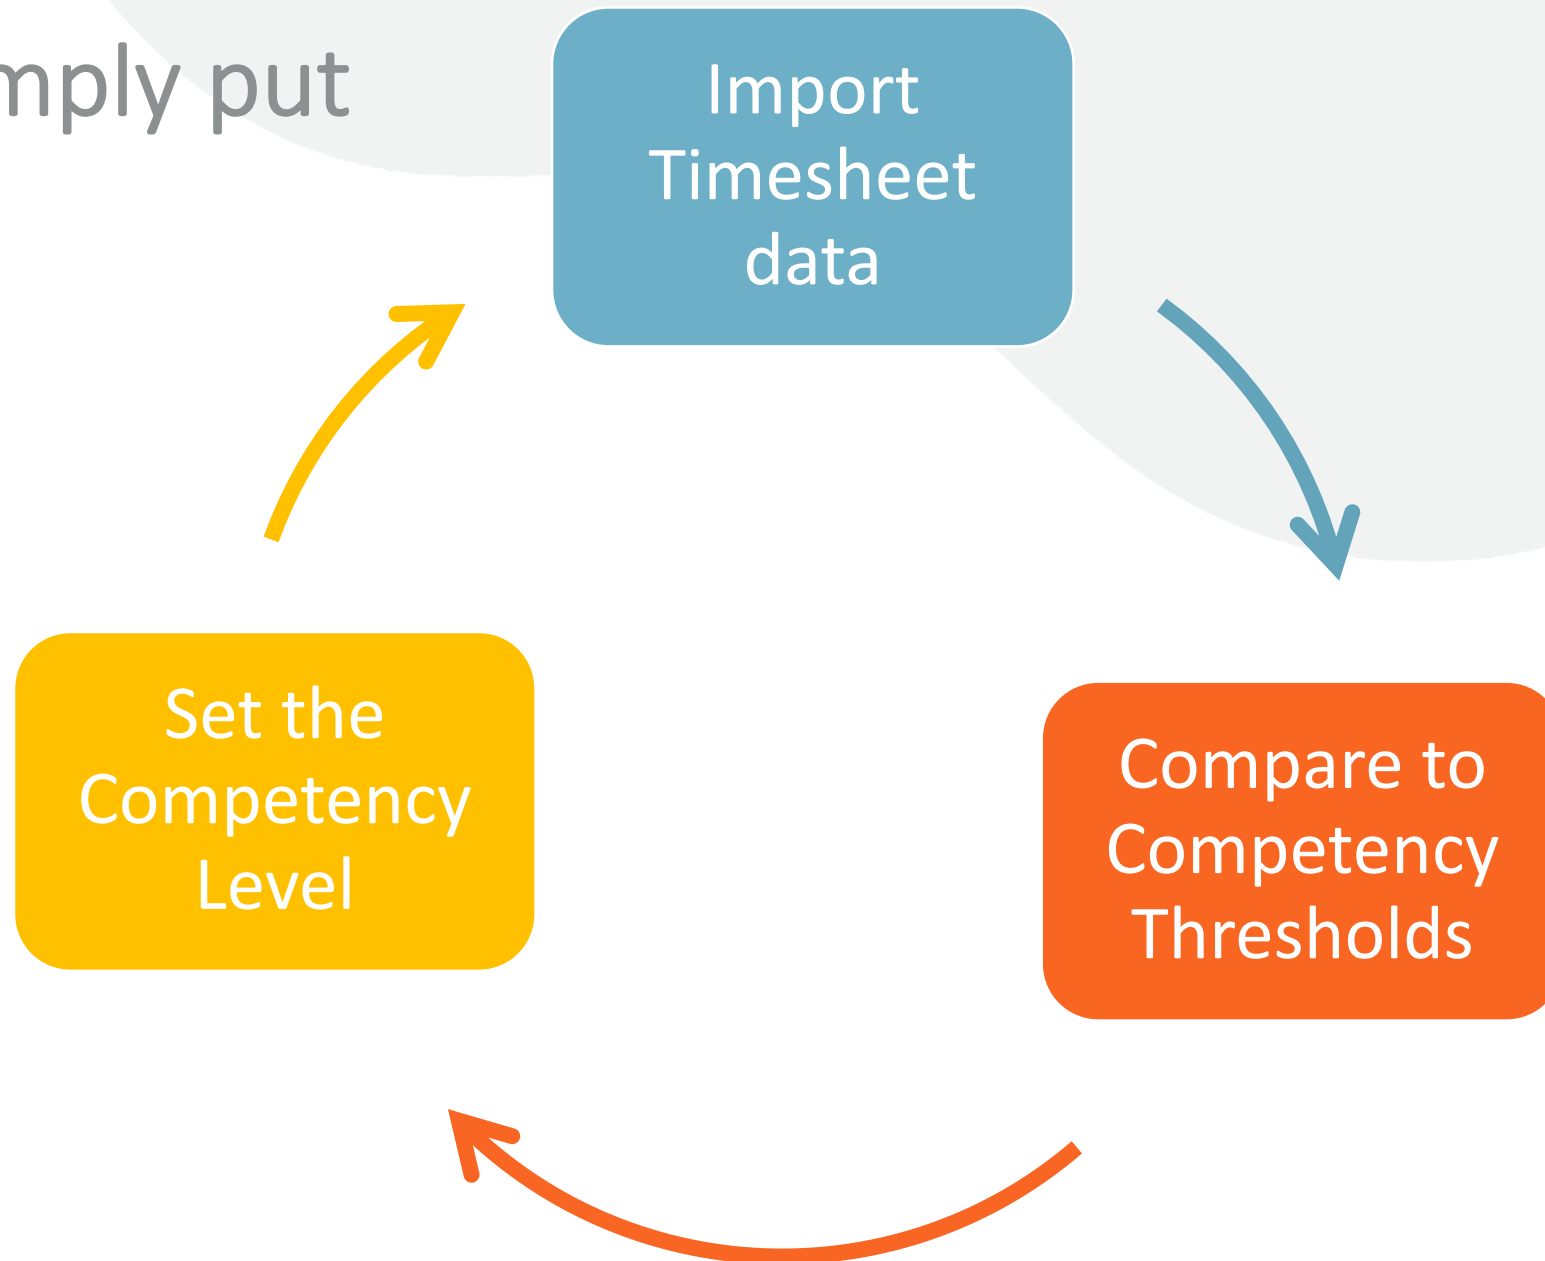 mply put
Import
Timesheet
data
Set the
Competency
Level
Compare to
Competency
Thresholds